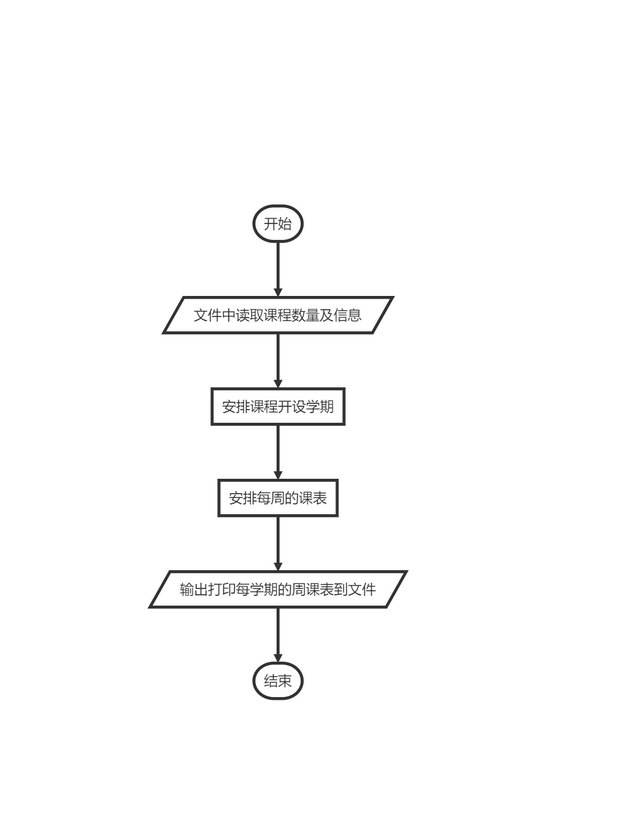 开始
文件中读取课程数量及信息
安排课程开设学期
安排每周的课表
输出打印每学期的周课表到文件
结束